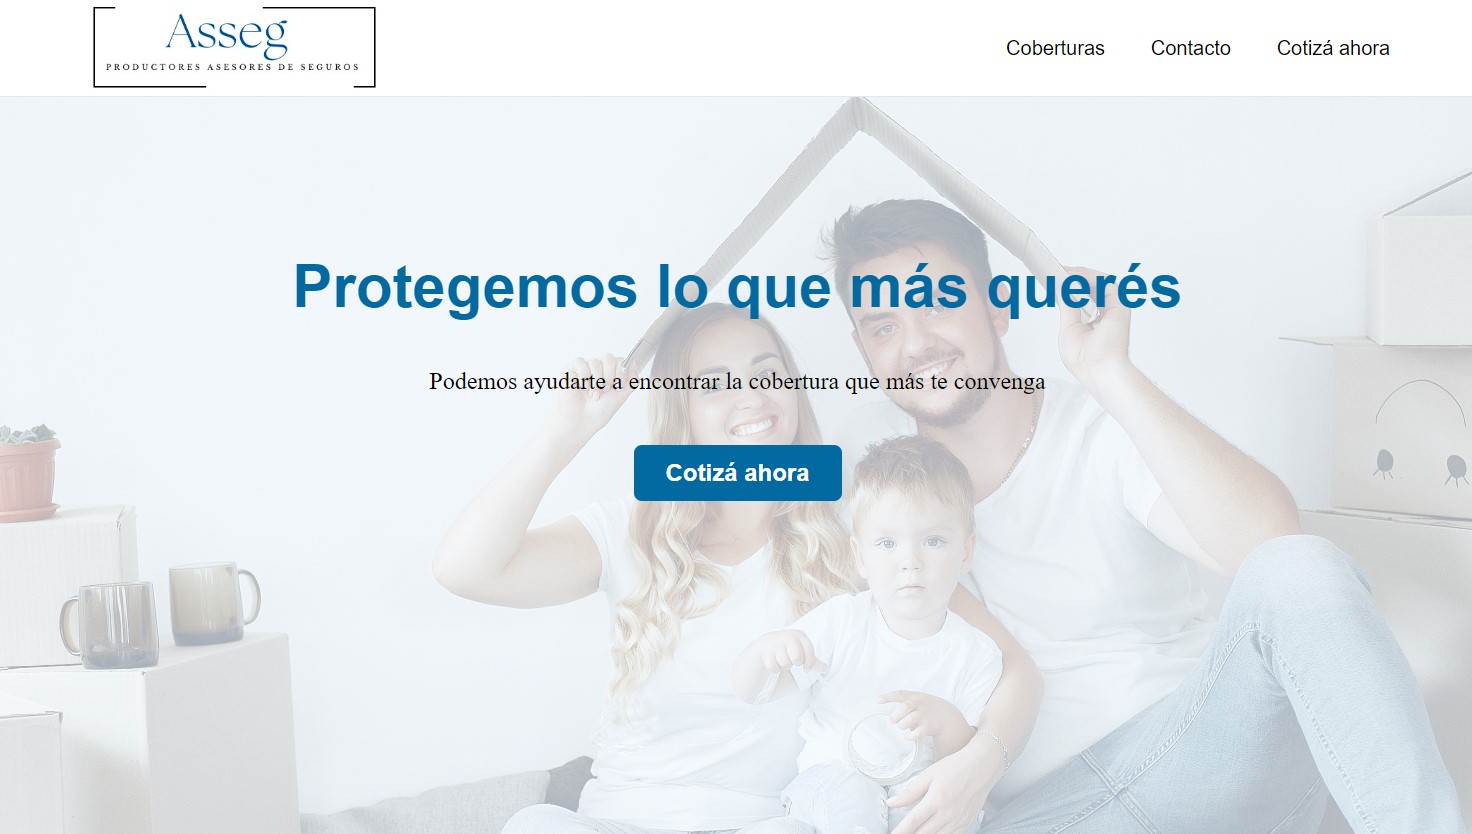 Asseg
PRODUCTORES ASESORES DE SEGUROS
Coberturas Contacto Cotizá ahora
Protegemos lo que más querés
Podemos ayudarte a encontrar la cobertura que más te convenga
Cotizá ahora